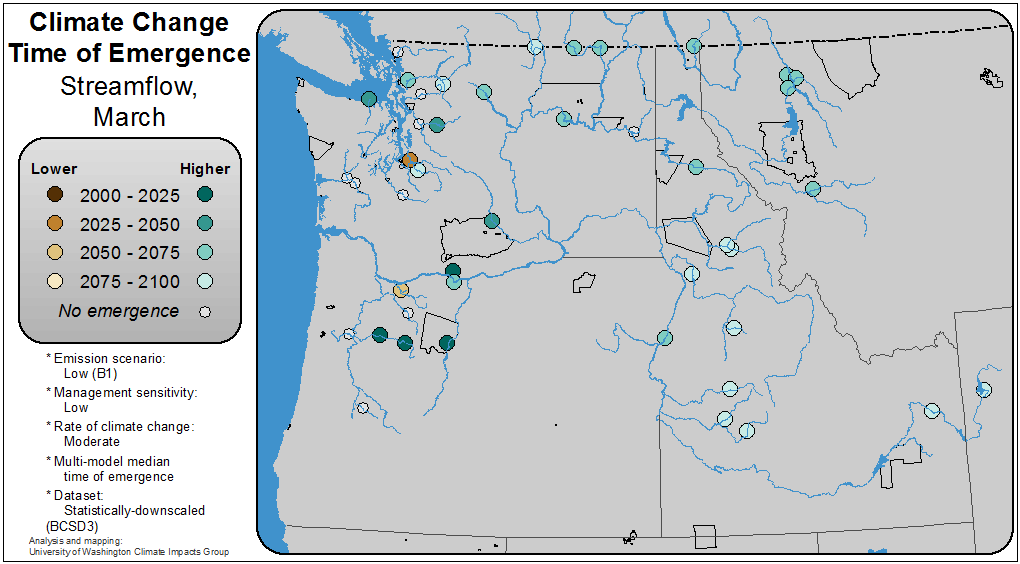 Climate Change
Time of Emergence
Streamflow,
March
Lower Higher
2000 - 2025
2025 - 2050
2050 - 2075
2075 - 2100
No emergence
* Emission scenario:
Low (B1)
* Management sensitivity:
Low
* Rate of climate change:
Moderate
* Multi-model median
time of emergence
* Dataset:
Statistically-downscaled
(BCSD3)
Analysis and mapping:
University of Washington Climate Impacts Group